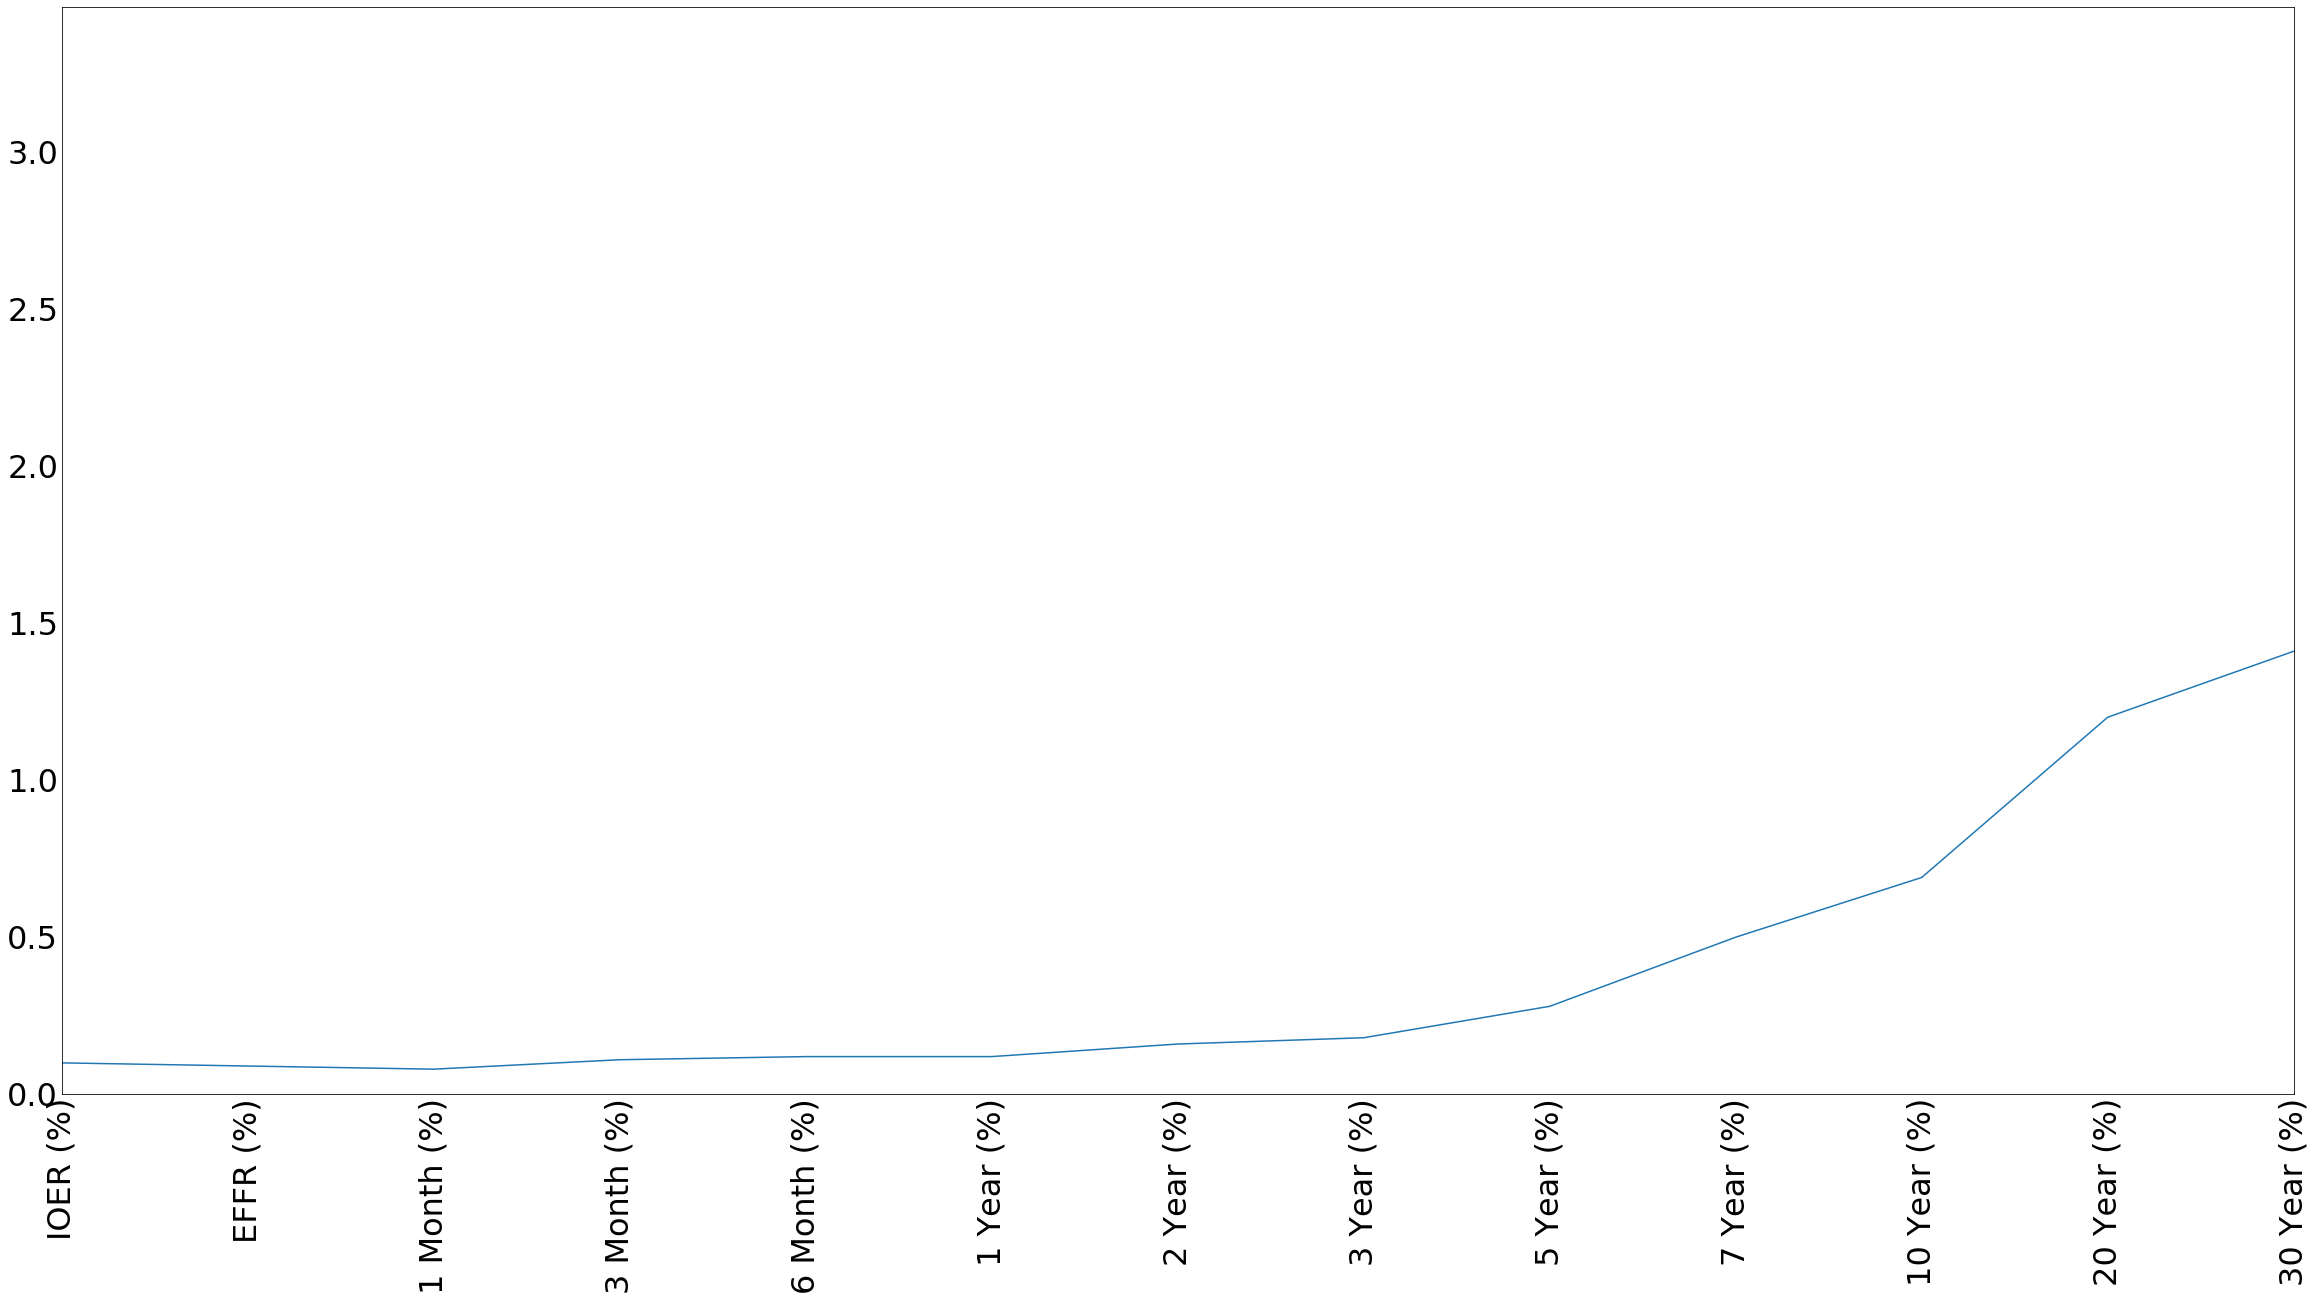 3.0
2.5
2.0
1.5
1.0
0.5
0.0
IOER (%)
EFFR (%)
1 Month (%)
3 Month (%)
6 Month (%)
1 Year (%)
2 Year (%)
3 Year (%)
5 Year (%)
7 Year (%)
10 Year (%)
20 Year (%)
30 Year (%)